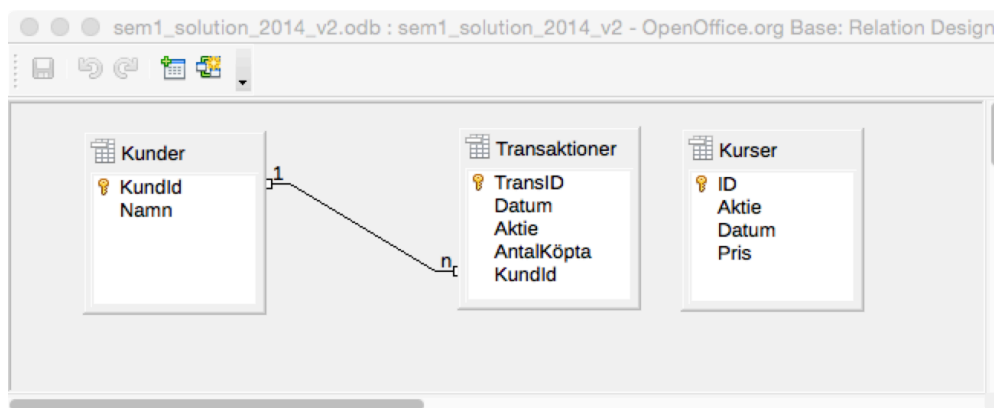 sem1_solution_2014_v2.odb : sem1_solution_2014_v2 - OpenOffice.org Base: Relation Design
Kunder
KundId
Namn
1
n
Transaktioner
TransID
Datum
Aktie
AntalKöpta
KundId
Kurser
ID
Aktie
Datum
Pris